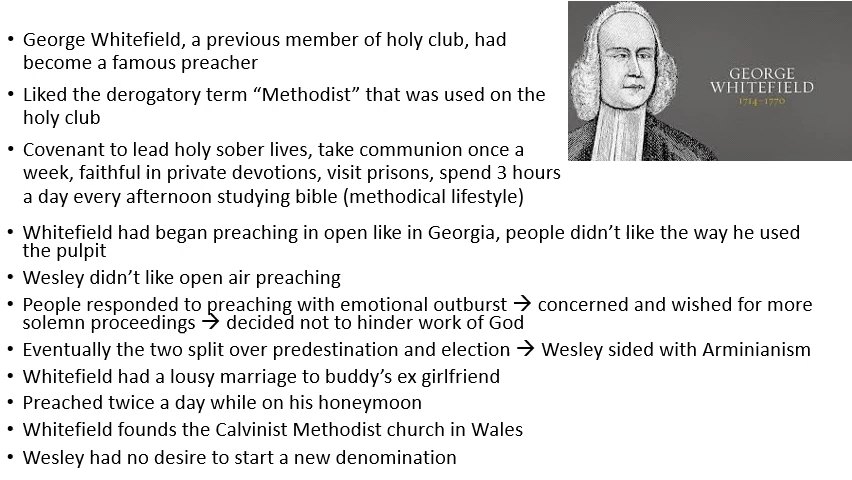 • George Whitefield, a previous member of holy club, had
become a famous preacher
• Liked the derogatory term “Methodist” that was used on the
holy club
• Covenant to lead holy sober lives, take communion once a
week, faithful in private devotions, visit prisons, spend 3 hours
a day every afternoon studying bible (methodical lifestyle)
GEORGE
WHITEFIELD
1714-1770
• Whitefield had began preaching in open like in Georgia, people didn’t like the way he used
the pulpit
• Wesley didn’t like open air preaching
• People responded to preaching with emotional outburst → concerned and wished for more
solemn proceedings → decided not to hinder work of God
• Eventually the two split over predestination and election → Wesley sided with Arminianism
• Whitefield had a lousy marriage to buddy’s ex girlfriend
• Preached twice a day while on his honeymoon
• Whitefield founds the Calvinist Methodist church in Wales
• Wesley had no desire to start a new denomination